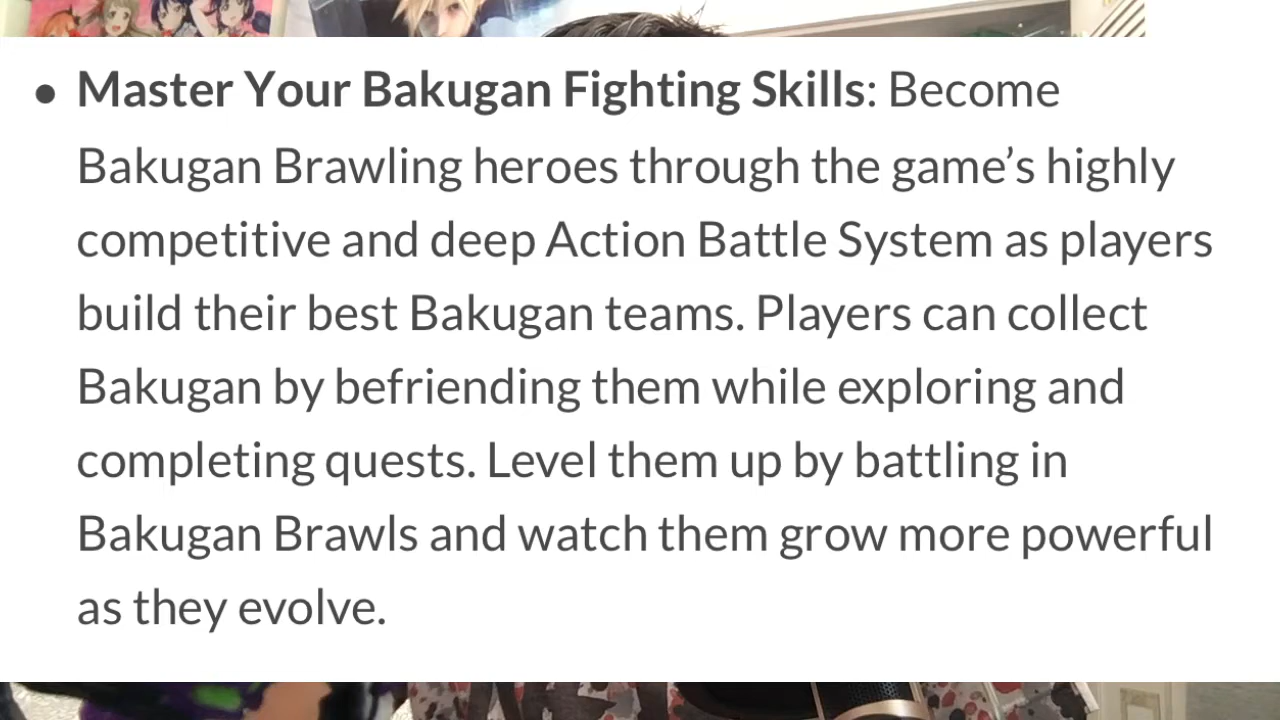 • Master Your Bakugan Fighting Skills: Become
Bakugan Brawling heroes through the game’s highly
competitive and deep Action Battle System as players
build their best Bakugan teams. Players can collect
Bakugan by befriending them while exploring and
completing quests. Level them up by battling in
Bakugan Brawls and watch them grow more powerful
as they evolve.